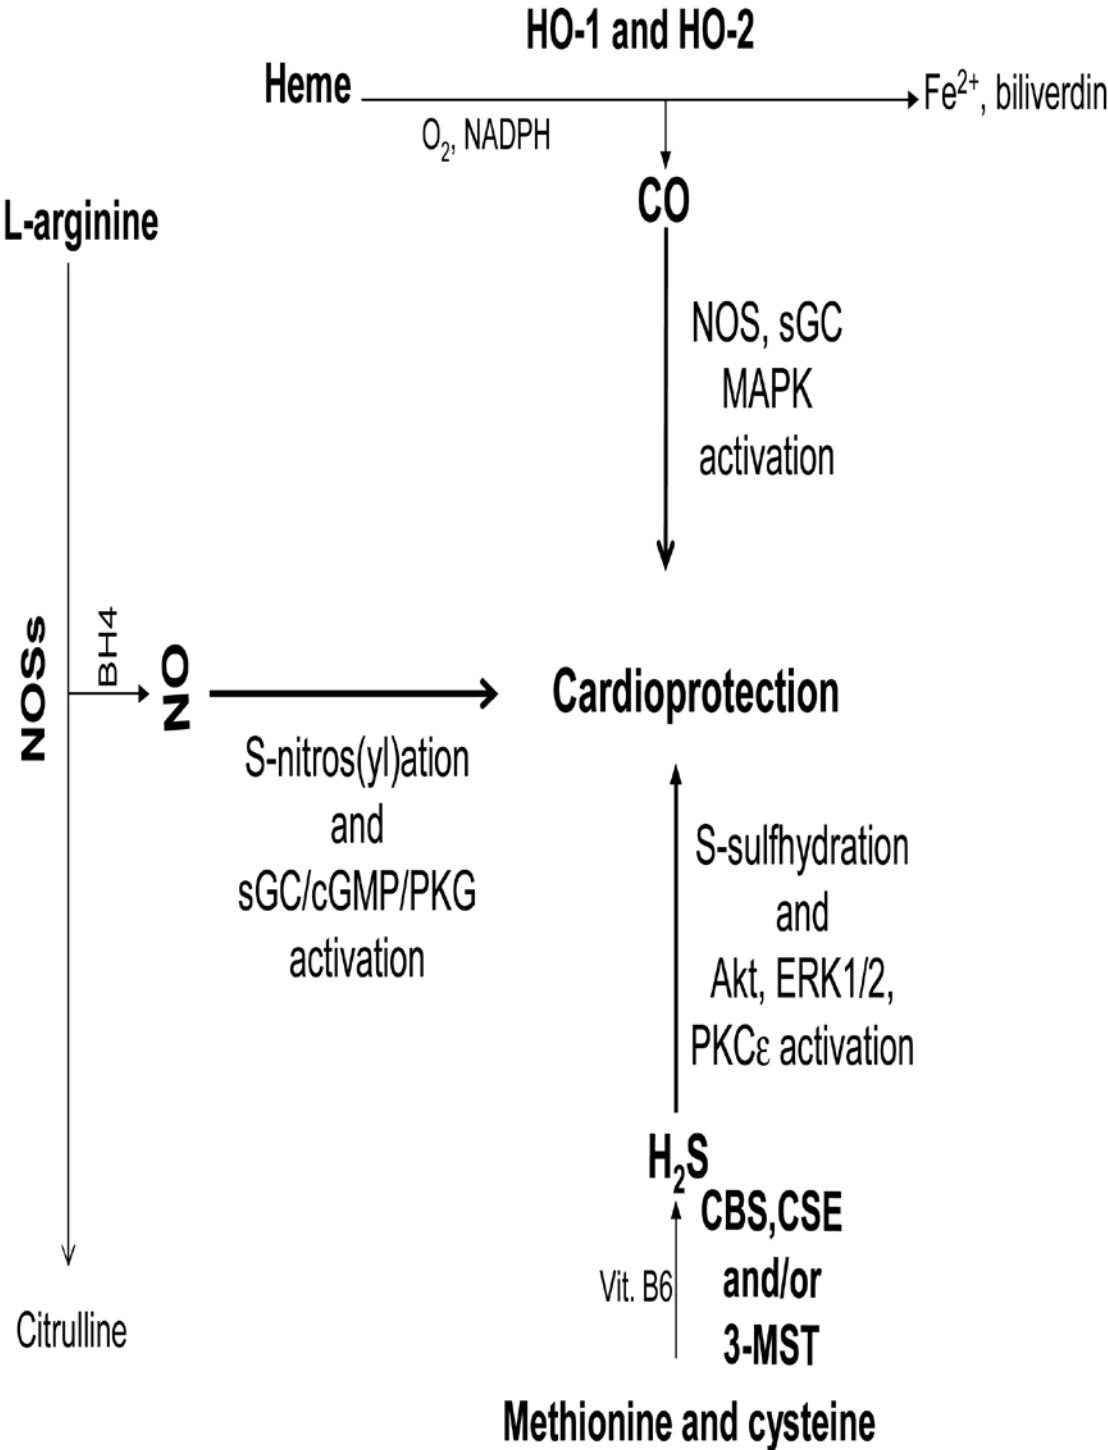 HO-1 and HO-2
Heme
Fe2+, biliverdin
O2, NADPH
CO
L-arginine
NOS, sGC
MAPK
activation
NOSs
BH4
NO
Cardioprotection
S-nitros(yl)ation
and
sGC/cGMP/PKG
activation
S-sulfhydration
and
Akt, ERK1/2,
PKCε activation
H2S
CBS,CSE
and/or
3-MST
Vit. B6
Citrulline
Methionine and cysteine